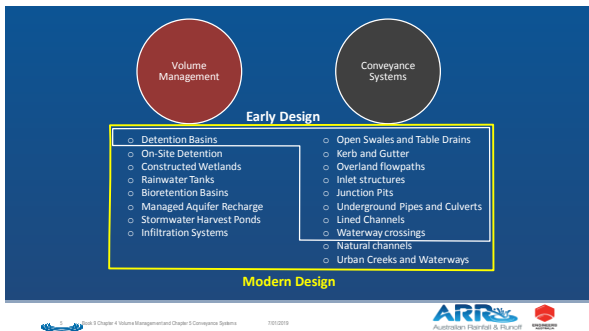 Volume
Management
Conveyance
Systems
Early Design
o Detention Basins
o On-Site Detention
o Constructed Wetlands
o Rainwater Tanks
o Bioretention Basins
o Managed Aquifer Recharge
o Stormwater Harvest Ponds
o Infiltration Systems
o Open Swales and Table Drains
o Kerb and Gutter
o Overland flowpaths
o Inlet structures
o Junction Pits
o Underground Pipes and Culverts
o Lined Channels
o Waterway crossings
o Natural channels
o Urban Creeks and Waterways
Modern Design
Book 9 Chapter 4 Volume Management and Chapter 5 Conveyance Systems 7/01/2019
ARR
Australian Rainfall & Runoff
ENGINEERS
AUSTRALIA